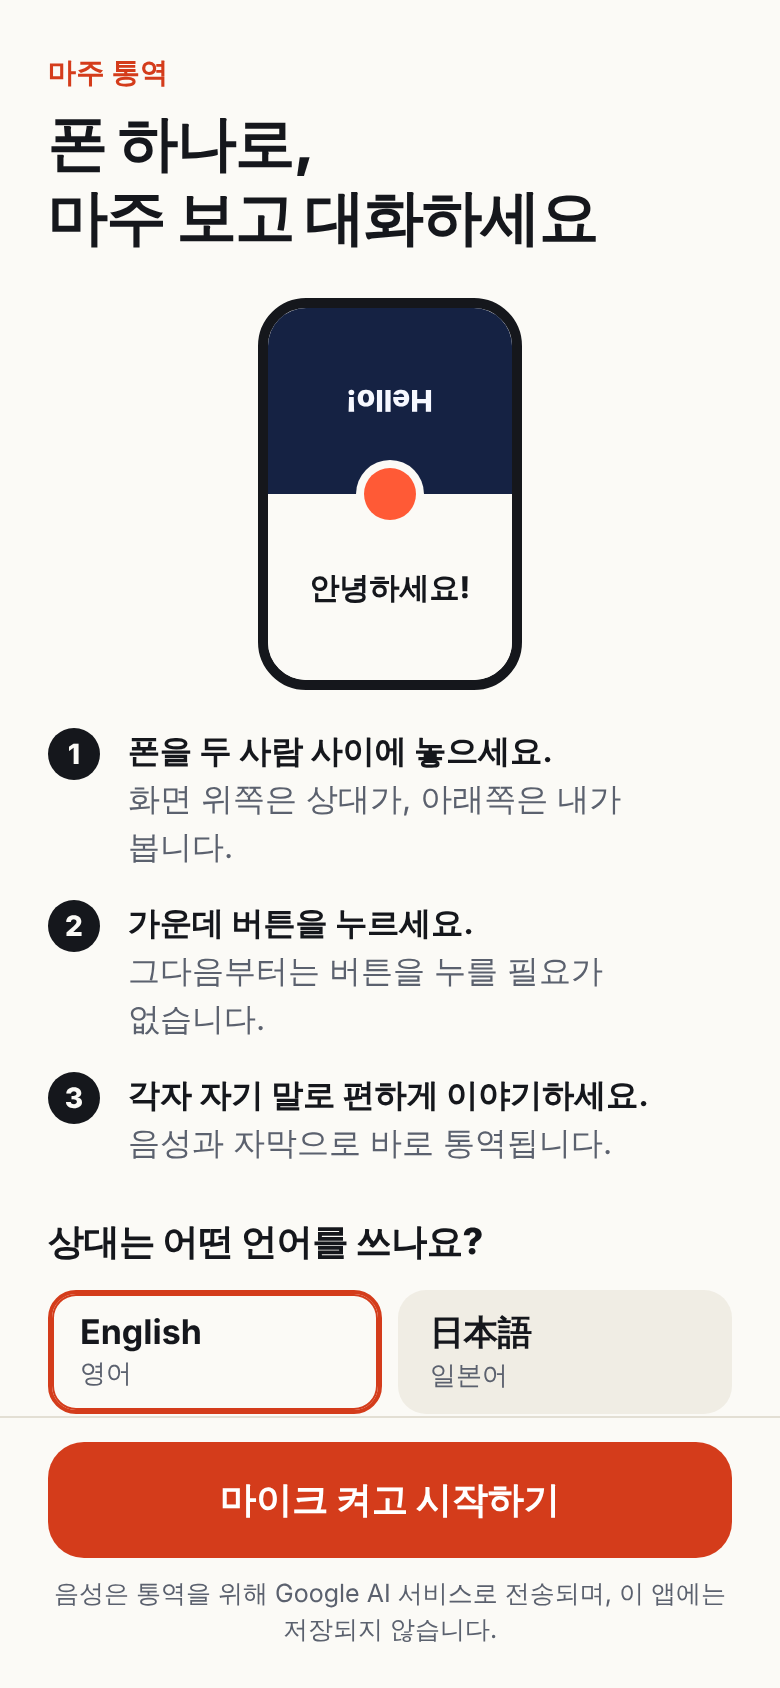 마주 통역
폰 하나로,
마주 보고 대화하세요
Hello!
안녕하세요!
1 폰을 두 사람 사이에 놓으세요.
화면 위쪽은 상대가, 아래쪽은 내가
봅니다.
2 가운데 버튼을 누르세요.
그다음부터는 버튼을 누를 필요가
없습니다.
3 각자 자기 말로 편하게 이야기하세요.
음성과 자막으로 바로 통역됩니다.
상대는 어떤 언어를 쓰나요?
English 日本語
영어 일본어
마이크 켜고 시작하기
음성은 통역을 위해 Google AI 서비스로 전송되며, 이 앱에는
저장되지 않습니다.